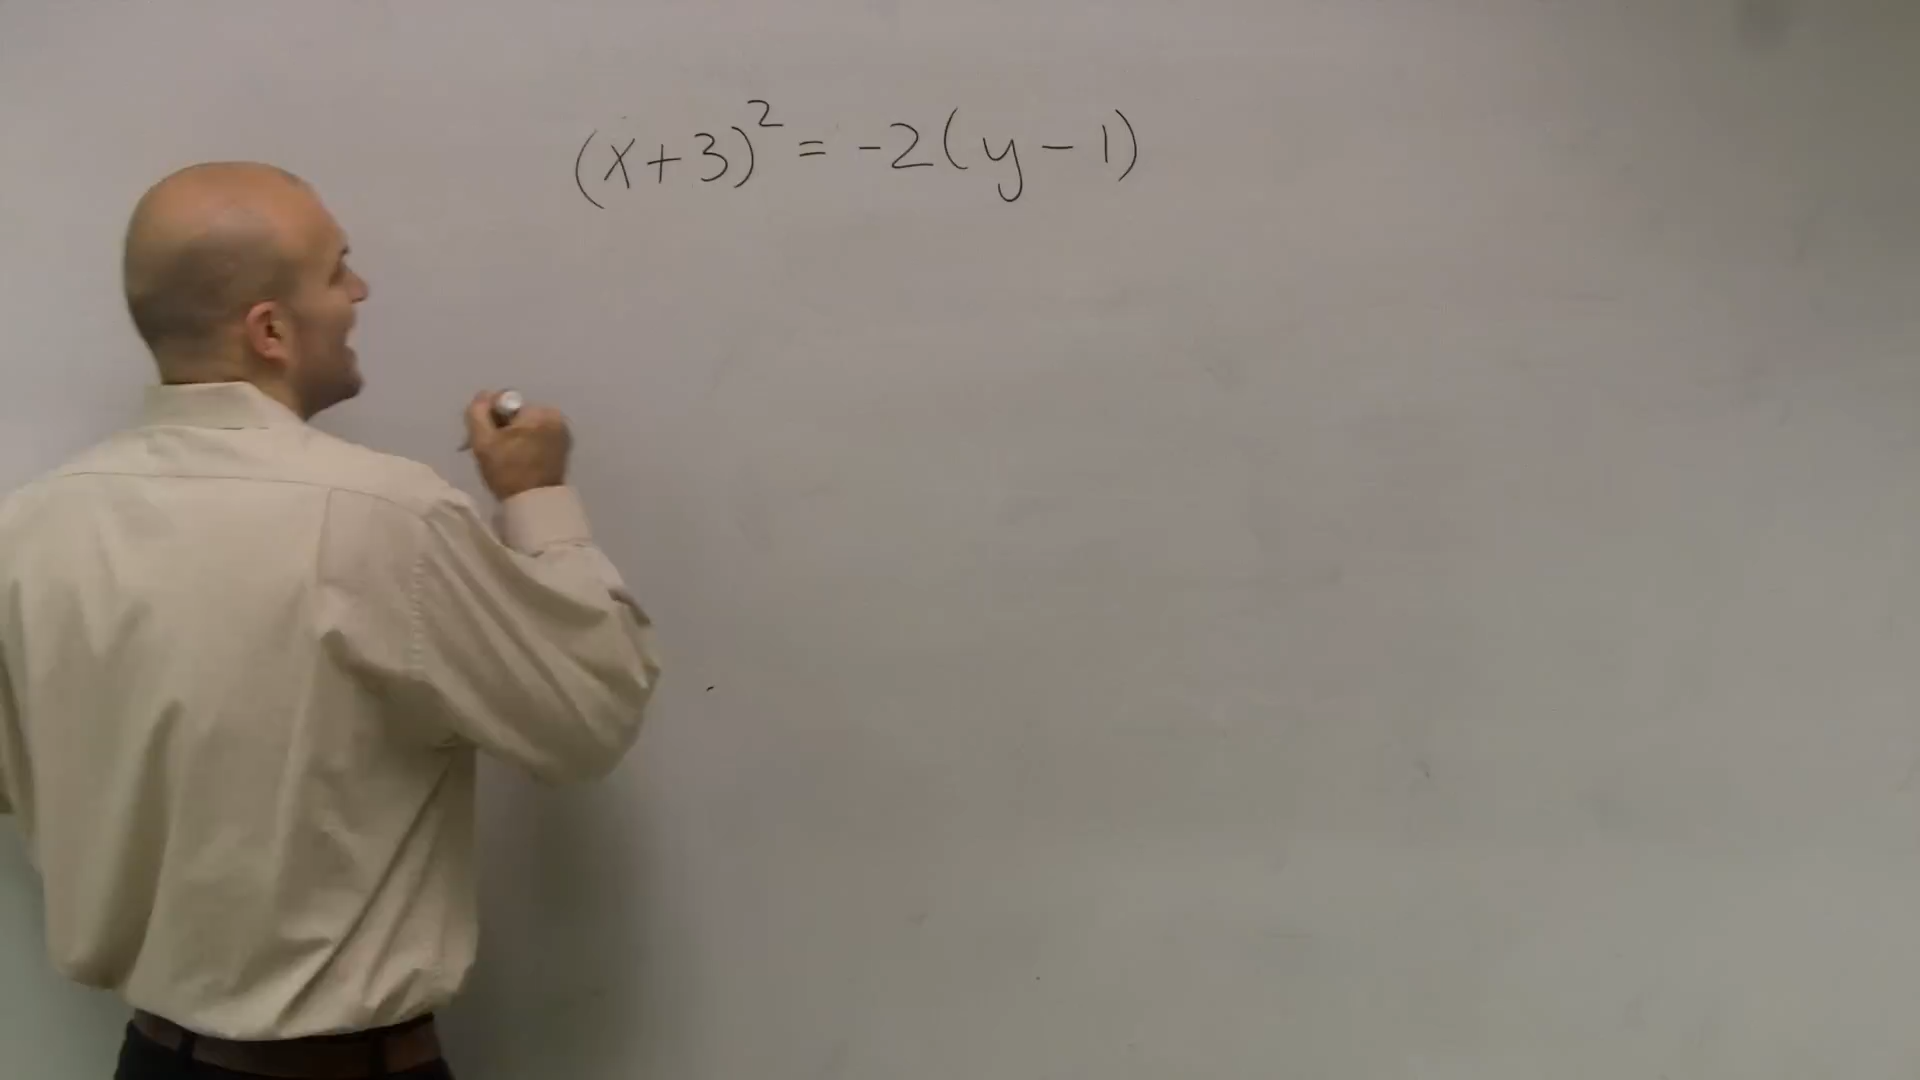 (x+3)² = -2(y-1)